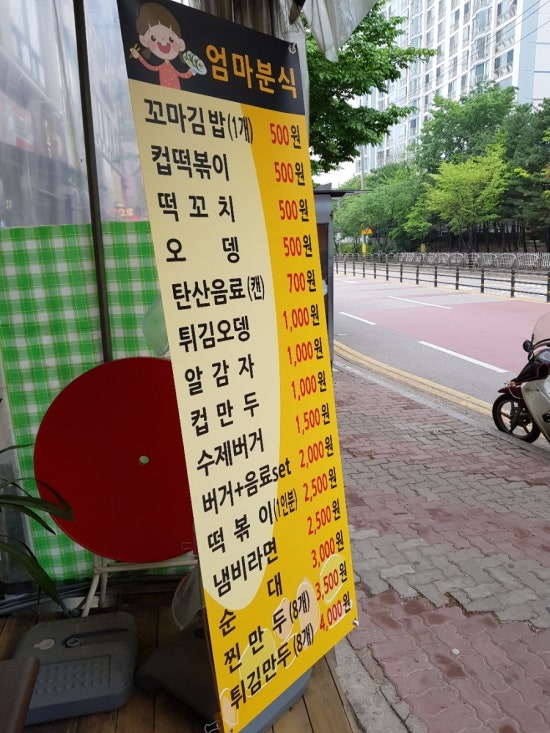 엄마분식
꼬마김밥(1개) 500원
컵떡볶이 500원
떡꼬치 500원
오뎅 500원
탄산음료(캔) 700원
튀김오뎅 1,000원
알감자 1,000원
컵만두 1,000원
수제버거 1,500원
버거+음료set 2,000원
떡볶이(1인분) 2,500원
냄비라면 2,500원
순대 3,000원
찐만두(8개) 3,500원
튀김만두(8개) 4,000원